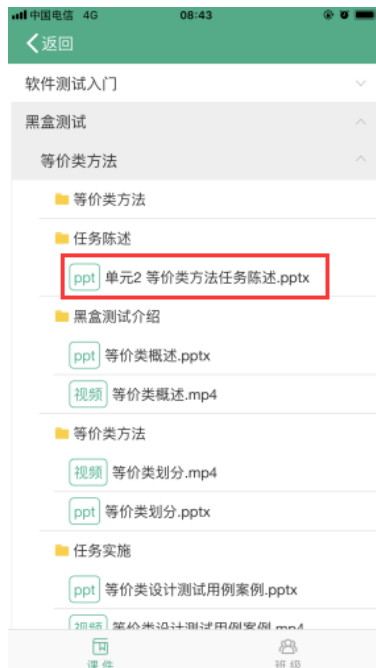 中国电信 4G 08:43
返回
软件测试入门
黑盒测试
等价类方法
等价类方法
任务陈述
ppt 单元2 等价类方法任务陈述.pptx
黑盒测试介绍
ppt 等价类概述.pptx
视频 等价类概述.mp4
等价类方法
视频 等价类划分.mp4
ppt 等价类划分.pptx
任务实施
ppt 等价类设计测试用例案例.pptx
视频 等价类设计测试用例案例.mp4
课件 班级